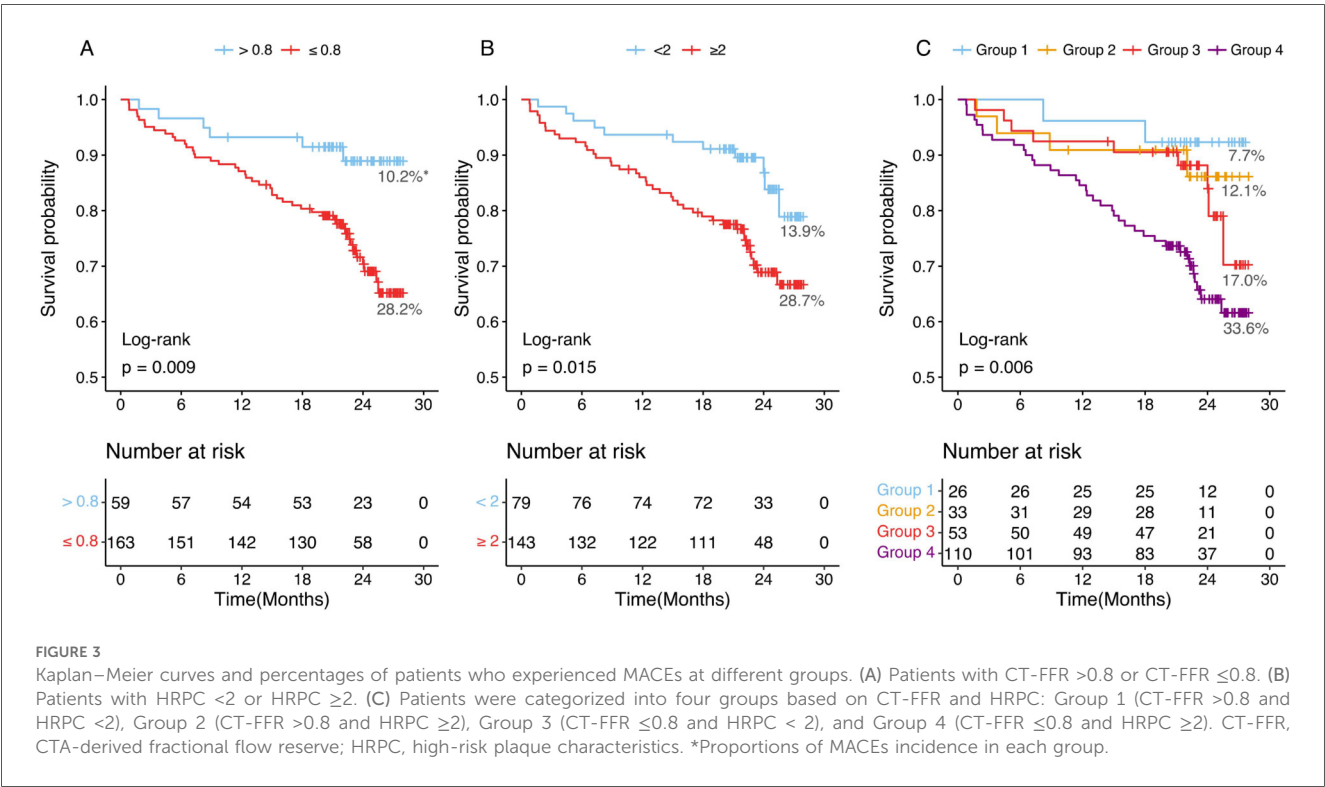 A
> 0.8 ≤ 0.8
1.0
0.9
0.8
0.7
0.6
0.5
Survival probability
10.2%*
28.2%
Log-rank
p = 0.009
0 6 12 18 24 30
Number at risk
> 0.8 59 57 54 53 23 0
≤ 0.8 163 151 142 130 58 0
0 6 12 18 24 30
Time(Months)
B
<2 ≥2
1.0
0.9
0.8
0.7
0.6
0.5
Survival probability
13.9%
28.7%
Log-rank
p = 0.015
0 6 12 18 24 30
Number at risk
< 2 79 76 74 72 33 0
≥ 2 143 132 122 111 48 0
0 6 12 18 24 30
Time(Months)
C
Group 1 Group 2 Group 3 Group 4
1.0
0.9
0.8
0.7
0.6
0.5
Survival probability
7.7%
12.1%
17.0%
33.6%
Log-rank
p = 0.006
0 6 12 18 24 30
Number at risk
Group 1 26 26 25 25 12 0
Group 2 33 31 29 28 11 0
Group 3 53 50 49 47 21 0
Group 4 110 101 93 83 37 0
0 6 12 18 24 30
Time(Months)
FIGURE 3
Kaplan–Meier curves and percentages of patients who experienced MACEs at different groups. (A) Patients with CT-FFR >0.8 or CT-FFR ≤0.8. (B)
Patients with HRPC <2 or HRPC ≥2. (C) Patients were categorized into four groups based on CT-FFR and HRPC: Group 1 (CT-FFR >0.8 and
HRPC <2), Group 2 (CT-FFR >0.8 and HRPC ≥2), Group 3 (CT-FFR ≤0.8 and HRPC < 2), and Group 4 (CT-FFR ≤0.8 and HRPC ≥2). CT-FFR,
CTA-derived fractional flow reserve; HRPC, high-risk plaque characteristics. *Proportions of MACEs incidence in each group.